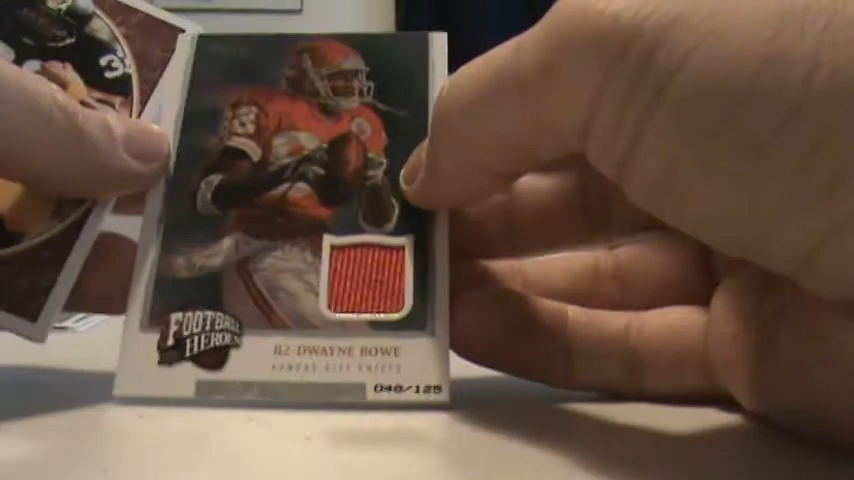 FOOTBALL
HEROES
82 · DWAYNE BOWE
KANSAS CITY CHIEFS
048/125